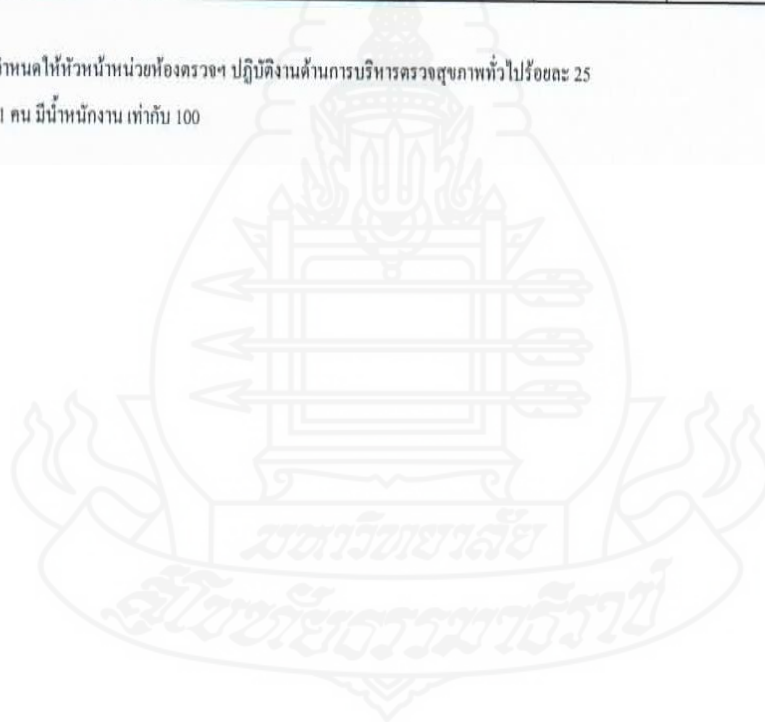 กำหนดให้หัวหน้าหน่วยห้องตรวจฯ ปฏิบัติงานด้านการบริหารตรวจสุขภาพทั่วไปร้อยละ 25
1 คน มีน้ำหนักงาน เท่ากับ 100
มหาวิทยาลัย
สุโขทัยธรรมาธิราช